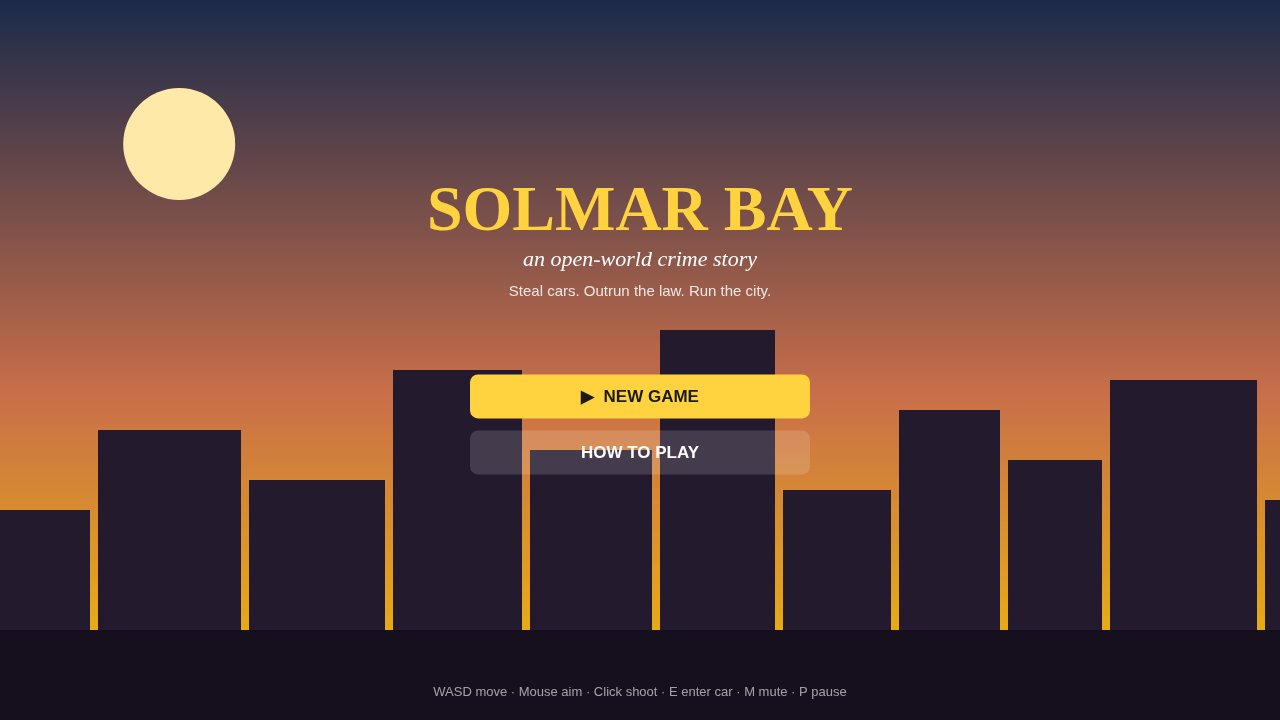 SOLMAR BAY
an open-world crime story
Steal cars. Outrun the law. Run the city.
▶ NEW GAME
HOW TO PLAY
WASD move · Mouse aim · Click shoot · E enter car · M mute · P pause